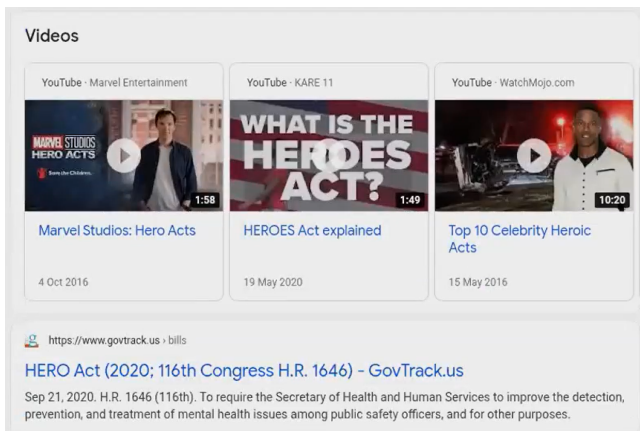 Videos
YouTube · Marvel Entertainment
MARVEL STUDIOS
HERO ACTS
Save the Children.
1:58
Marvel Studios: Hero Acts
4 Oct 2016
YouTube · KARE 11
WHAT IS THE
HEROES
ACT?
1:49
HEROES Act explained
19 May 2020
YouTube · WatchMojo.com
10:20
Top 10 Celebrity Heroic
Acts
15 May 2016
https://www.govtrack.us › bills
HERO Act (2020; 116th Congress H.R. 1646) - GovTrack.us
Sep 21, 2020. H.R. 1646 (116th). To require the Secretary of Health and Human Services to improve the detection,
prevention, and treatment of mental health issues among public safety officers, and for other purposes.